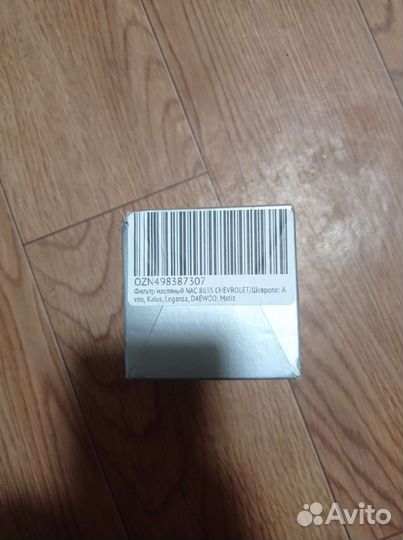 OZN498387307
Фильтр масляный NAC 8835 CHEVROLET/Шевроле: A
veo, Kalos, Leganza, DAEWOO: Matiz
Avito